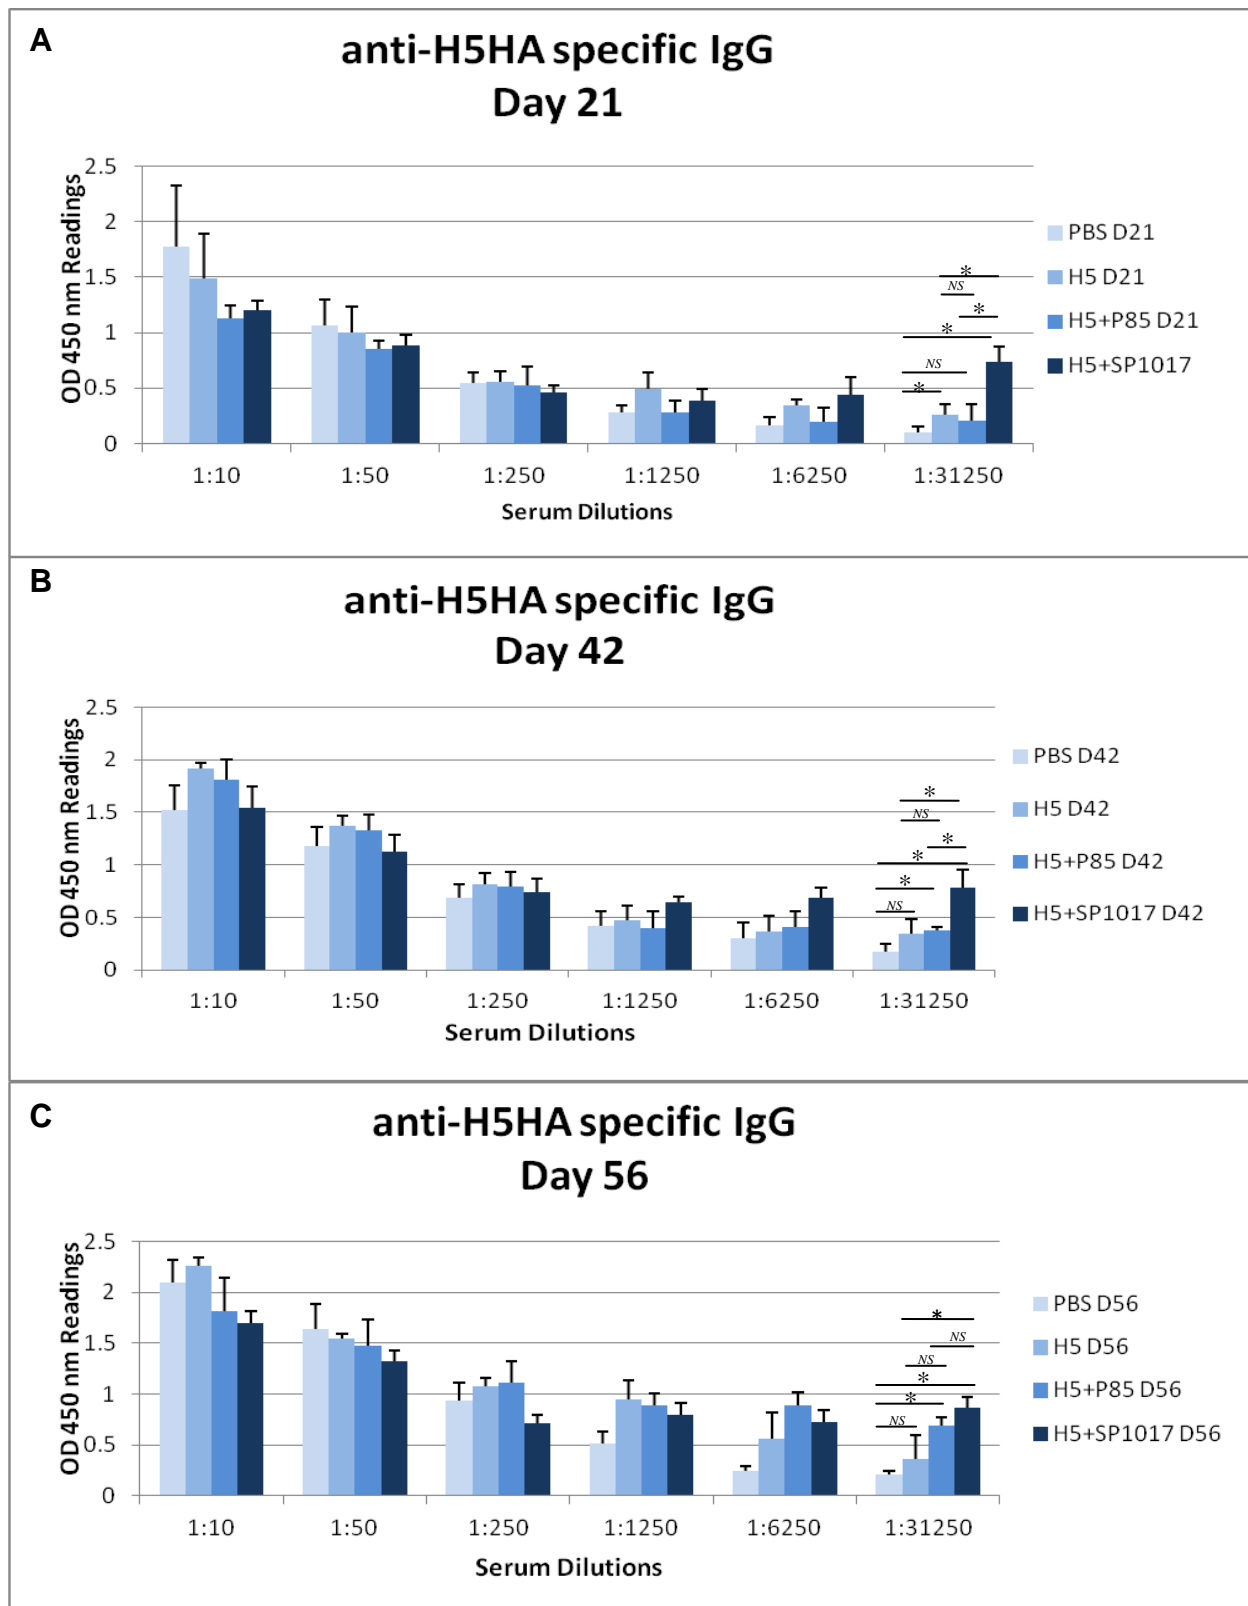 A
anti-H5HA specific IgG
Day 21
OD 450 nm Readings
2.5
2
1.5
1
0.5
0
1:10
1:50
1:250
1:1250
1:6250
1:31250
Serum Dilutions
*
NS
*
*
NS
*
PBS D21
H5 D21
H5+P85 D21
H5+SP1017
B
anti-H5HA specific IgG
Day 42
OD 450 nm Readings
2.5
2
1.5
1
0.5
0
1:10
1:50
1:250
1:1250
1:6250
1:31250
Serum Dilutions
*
NS
*
*
*
NS
PBS D42
H5 D42
H5+P85 D42
H5+SP1017 D42
C
anti-H5HA specific IgG
Day 56
OD 450 nm Readings
2.5
2
1.5
1
0.5
0
1:10
1:50
1:250
1:1250
1:6250
1:31250
Serum Dilutions
*
NS
NS
*
*
NS
PBS D56
H5 D56
H5+P85 D56
H5+SP1017 D56